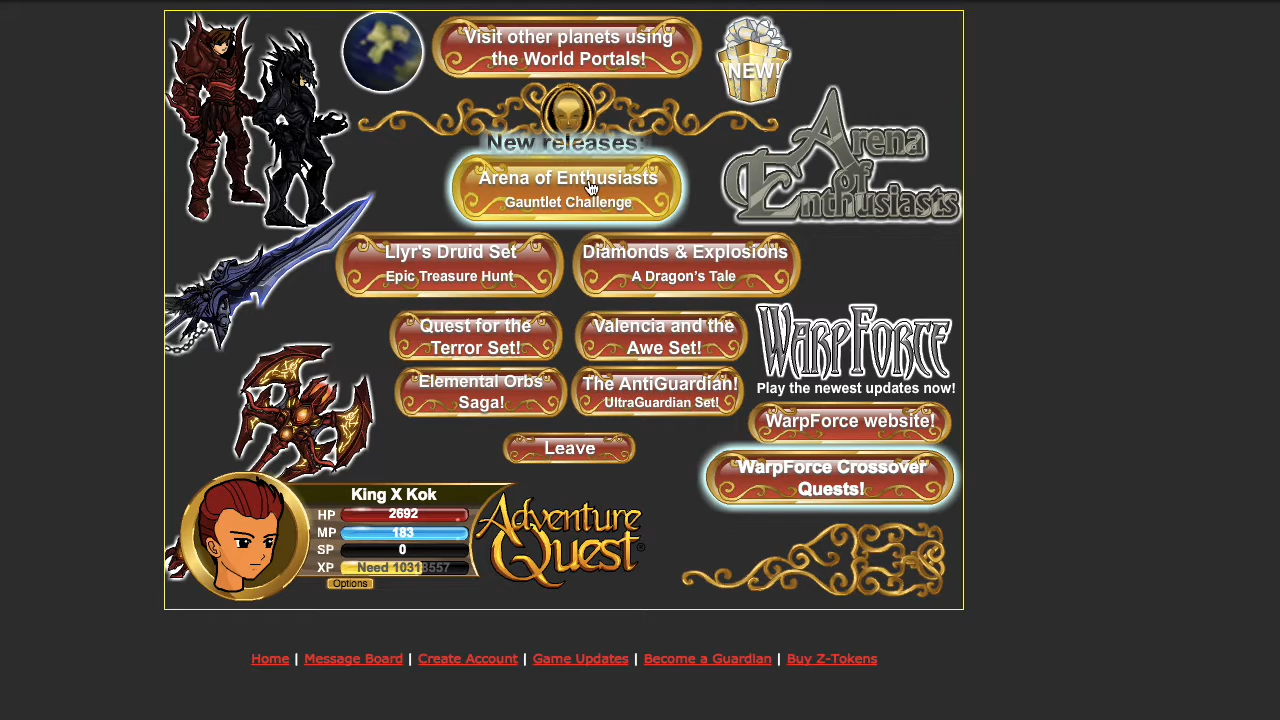 Visit other planets using
the World Portals!
NEW!
New releases:
Arena of Enthusiasts
Gauntlet Challenge
Arena
of
Enthusiasts
Llyr's Druid Set
Epic Treasure Hunt
Diamonds & Explosions
A Dragon's Tale
Quest for the
Terror Set!
Valencia and the
Awe Set!
WarpForce
Play the newest updates now!
Elemental Orbs
Saga!
The AntiGuardian!
UltraGuardian Set!
WarpForce website!
Leave
WarpForce Crossover
Quests!
King X Kok
HP 2692
MP 183
SP 0
XP Need 10318557
Options
Adventure
Quest®
Home | Message Board | Create Account | Game Updates | Become a Guardian | Buy Z-Tokens